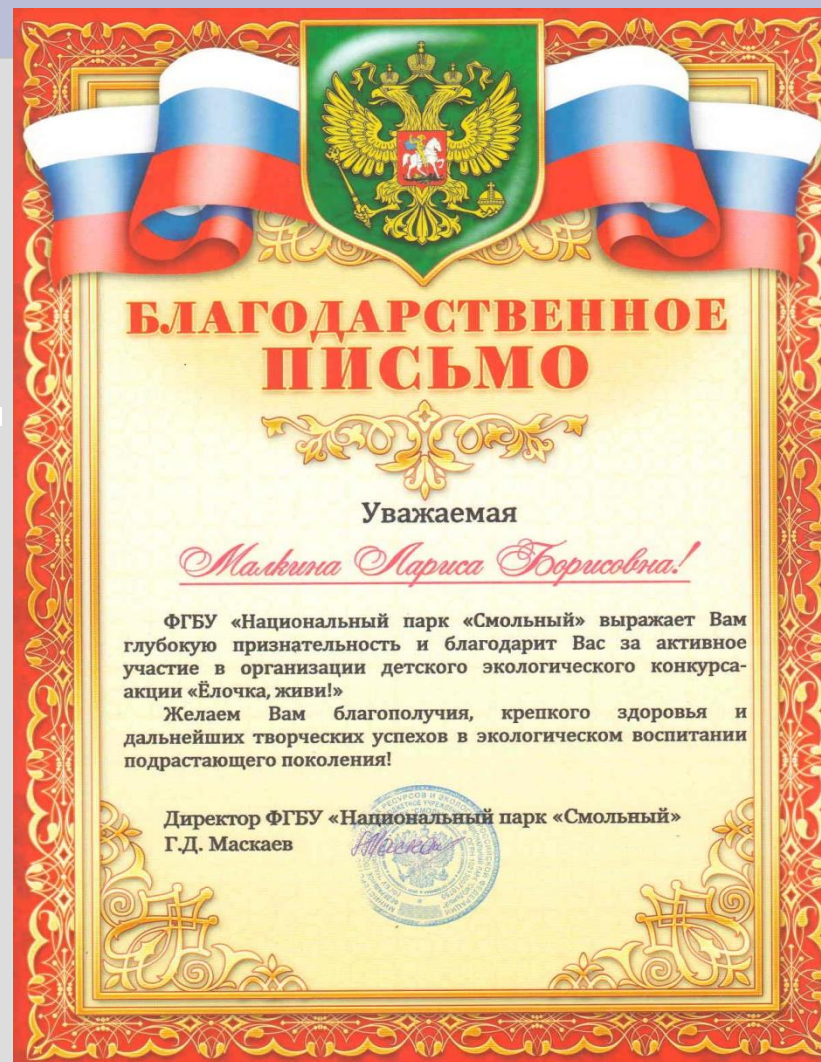 БЛАГОДАРСТВЕННОЕ
ПИСЬМО
Уважаемая
Малкина Лариса Борисовна!
ФГБУ «Национальный парк «Смольный» выражает Вам
глубокую признательность и благодарит Вас за активное
участие в организации детского экологического конкурса-
акции «Ёлочка, живи!»
Желаем Вам благополучия, крепкого здоровья и
дальнейших творческих успехов в экологическом воспитании
подрастающего поколения!
Директор ФГБУ «Национальный парк «Смольный»
Г.Д. Маскаев